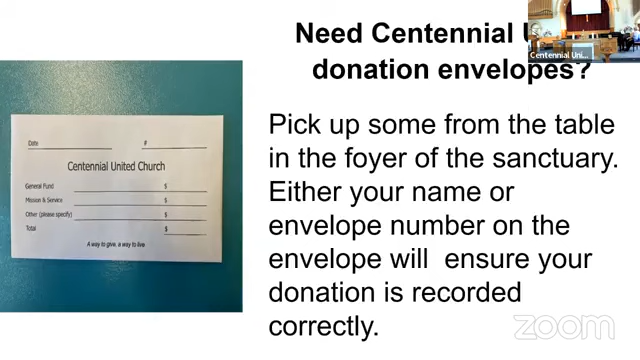 Need Centennial
donation envelopes?
Centennial Uni...
Date
#
Centennial United Church
General Fund $
Mission & Service $
Other (please specify) $
Total $
A way to give, a way to live
Pick up some from the table
in the foyer of the sanctuary.
Either your name or
envelope number on the
envelope will ensure your
donation is recorded
correctly.
zoom